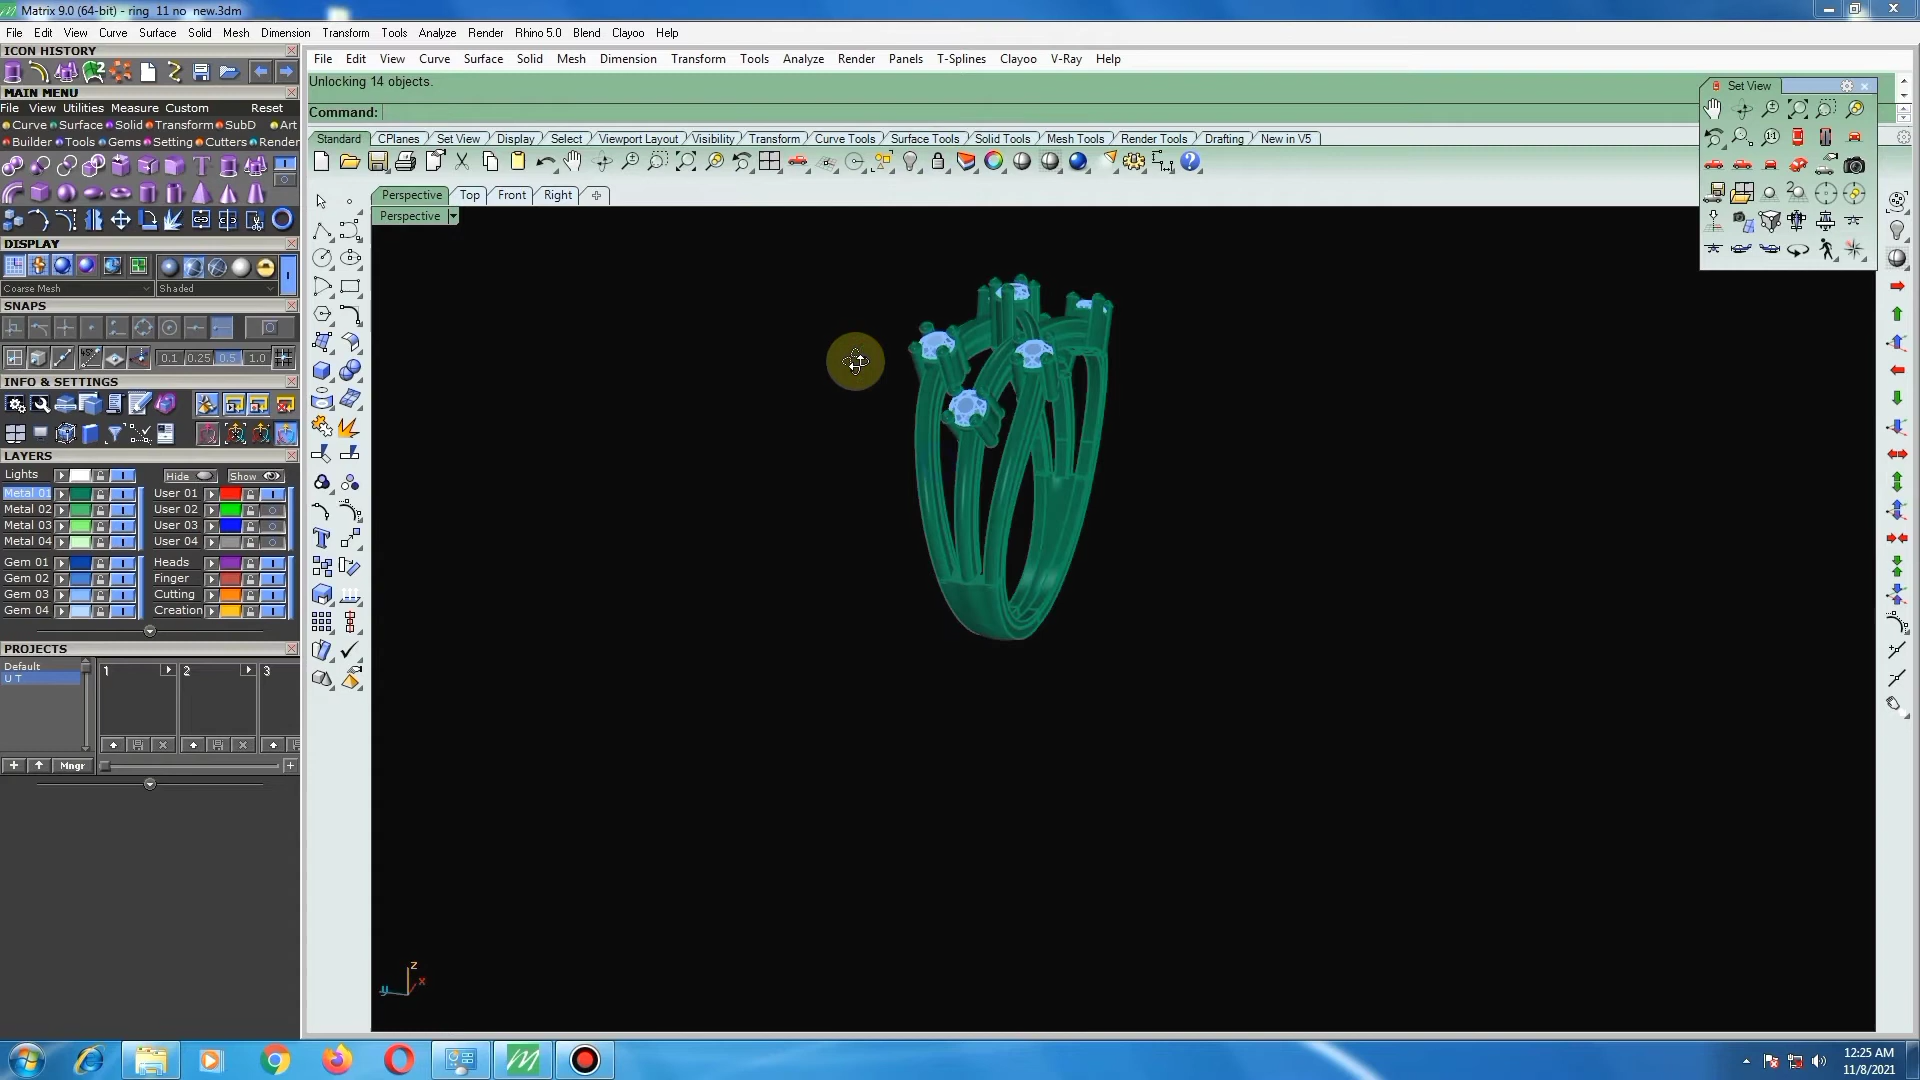 Matrix 9.0 (64-bit) - ring  11 no  new.3dm
File Edit View Curve Surface Solid Mesh Dimension Transform Tools Analyze Render Rhino 5.0 Blend Clayoo Help
ICON HISTORY
MAIN MENU
File View Utilities Measure Custom Reset
Curve Surface Solid Transform SubD Art
Builder Tools Gems Setting Cutters Render
DISPLAY
Coarse Mesh Shaded
SNAPS
0.1 0.25 0.5 1.0
INFO & SETTINGS
LAYERS
Lights Hide Show
Metal 01 User 01
Metal 02 User 02
Metal 03 User 03
Metal 04 User 04
Gem 01 Heads
Gem 02 Finger
Gem 03 Cutting
Gem 04 Creation
PROJECTS
Default
U T
1 2 3
Mngr
File Edit View Curve Surface Solid Mesh Dimension Transform Tools Analyze Render Panels T-Splines Clayoo V-Ray Help
Unlocking 14 objects.
Command:
Standard CPlanes Set View Display Select Viewport Layout Visibility Transform Curve Tools Surface Tools Solid Tools Mesh Tools Render Tools Drafting New in V5
Perspective Top Front Right
Perspective
Set View
1:1
2
z
x
y
12:25 AM
11/8/2021